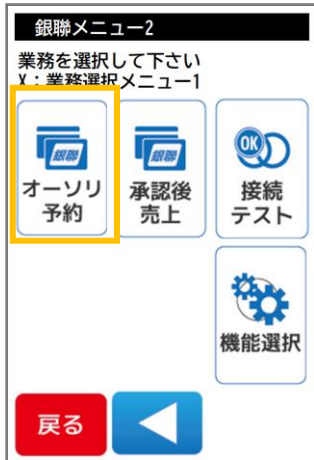 銀聯メニュー2
業務を選択して下さい
X：業務選択メニュー1
銀聯
オーソリ
予約
銀聯
承認後
売上
OK
接続
テスト
機能選択
戻る